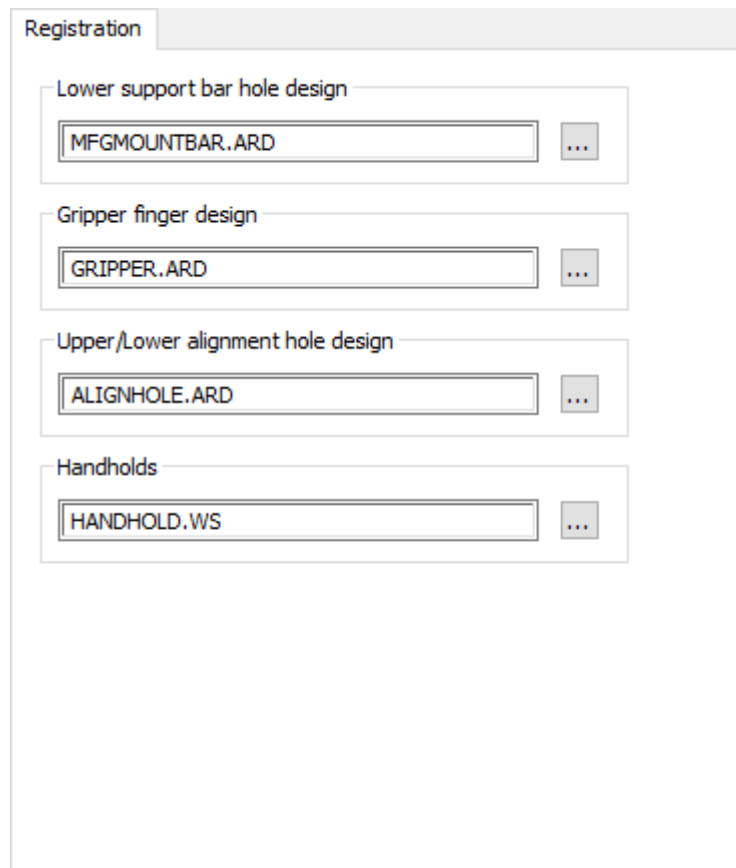 Registration
Lower support bar hole design
MFGMOUNTBAR.ARD
...
Gripper finger design
GRIPPER.ARD
...
Upper/Lower alignment hole design
ALIGNHOLE.ARD
...
Handholds
HANDHOLD.WS
...